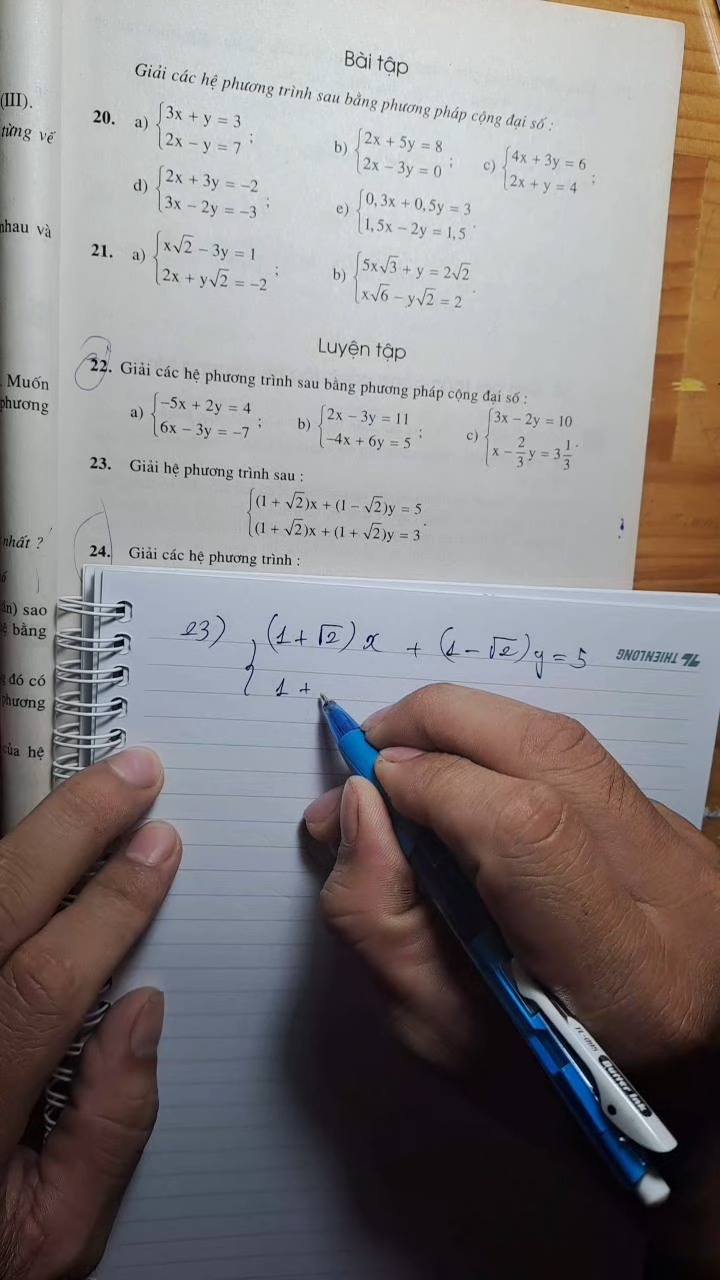 (III).
từng vế
nhau và
Muốn
phương
nhất ?
ẩn) sao
bằng
đó có
phương
của hệ
Bài tập
Giải các hệ phương trình sau bằng phương pháp cộng đại số :
20. a) {3x + y = 3
2x − y = 7 ;
b) {2x + 5y = 8
2x − 3y = 0 ;
c) {4x + 3y = 6
2x + y = 4 ;
d) {2x + 3y = −2
3x − 2y = −3 ;
e) {0,3x + 0,5y = 3
1,5x − 2y = 1,5 .
21. a) {x√2 − 3y = 1
2x + y√2 = −2 ;
b) {5x√3 + y = 2√2
x√6 − y√2 = 2 .
Luyện tập
22. Giải các hệ phương trình sau bằng phương pháp cộng đại số :
a) {−5x + 2y = 4
6x − 3y = −7 ;
b) {2x − 3y = 11
−4x + 6y = 5 ;
c) {3x − 2y = 10
x − 2/3 y = 3 1/3 .
23. Giải hệ phương trình sau :
{(1 + √2)x + (1 − √2)y = 5
(1 + √2)x + (1 + √2)y = 3 .
24. Giải các hệ phương trình :
23) {(1 + √2)x + (1 − √2)y = 5
1 +
THIENLONG
TL-08S
Butter Ink